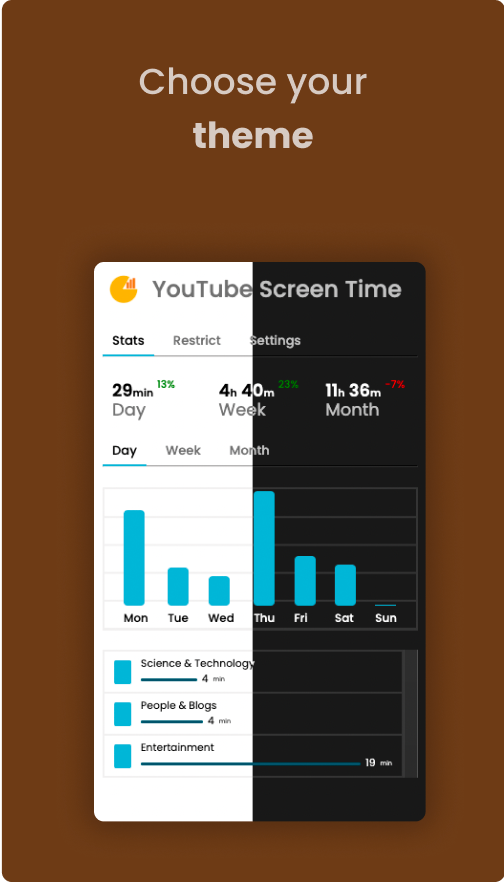 Choose your
theme
YouTube Screen Time
Stats Restrict Settings
29min 13% 4h 40m 23% 11h 36m -7%
Day Week Month
Day Week Month
Mon Tue Wed Thu Fri Sat Sun
Science & Technology
4 min
People & Blogs
4 min
Entertainment
19 min